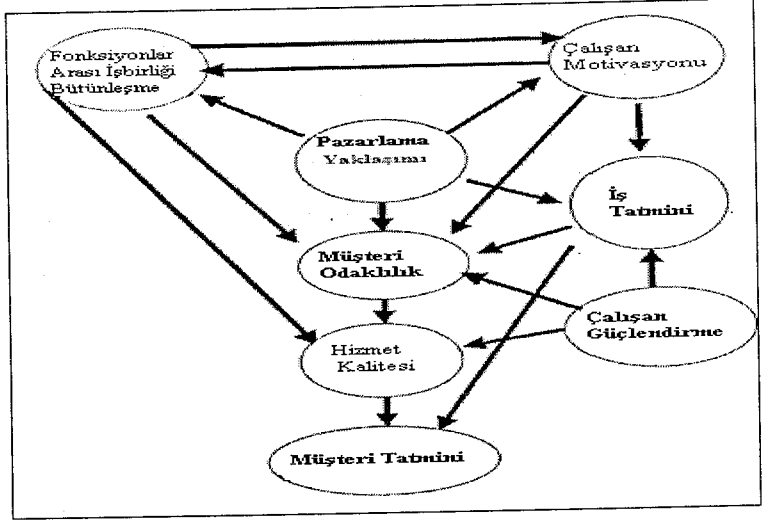 Fonksiyonlar
Arası İşbirliği
Bütünleşme
Çalışan
Motivasyonu
Pazarlama
Yaklaşımı
İş
Tatmini
Müşteri
Odaklılık
Çalışan
Güçlendirme
Hizmet
Kalitesi
Müşteri Tatmini